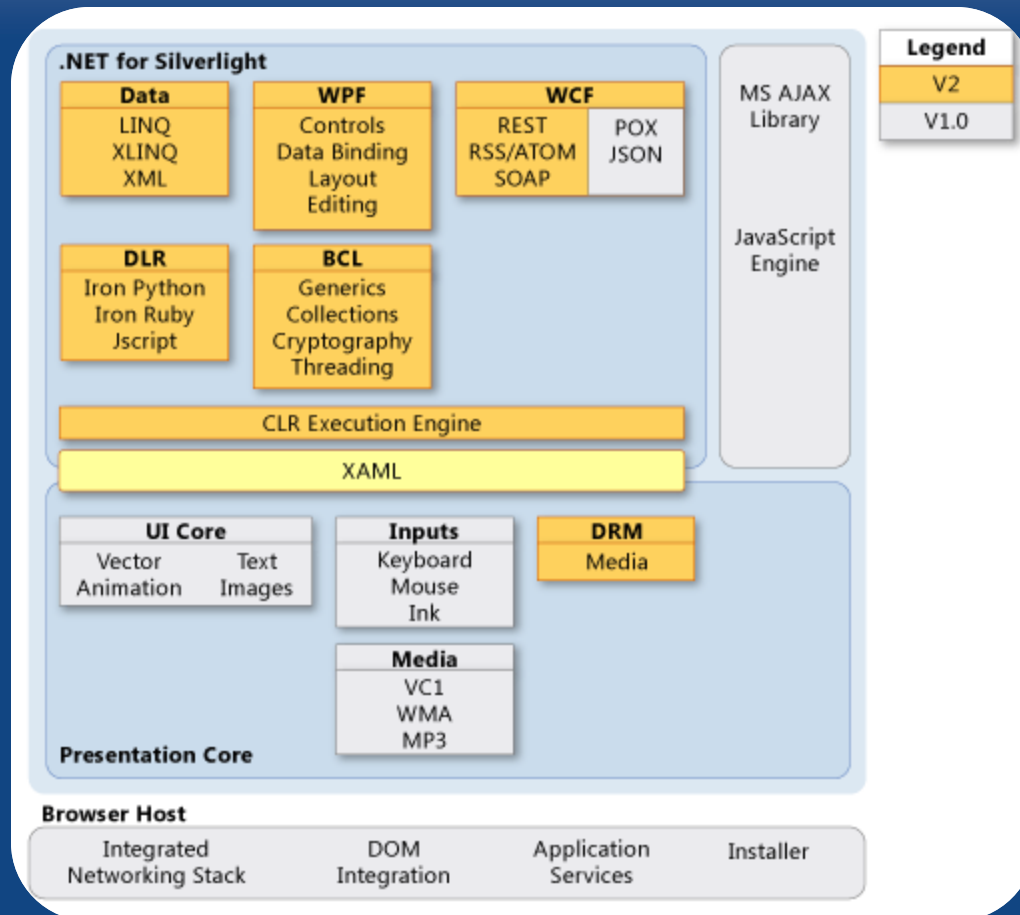 .NET for Silverlight
Data
LINQ
XLINQ
XML
WPF
Controls
Data Binding
Layout
Editing
WCF
REST
RSS/ATOM
SOAP
POX
JSON
DLR
Iron Python
Iron Ruby
Jscript
BCL
Generics
Collections
Cryptography
Threading
CLR Execution Engine
XAML
MS AJAX
Library
JavaScript
Engine
Legend
V2
V1.0
UI Core
Vector Text
Animation Images
Inputs
Keyboard
Mouse
Ink
DRM
Media
Media
VC1
WMA
MP3
Presentation Core
Browser Host
Integrated
Networking Stack
DOM
Integration
Application
Services
Installer